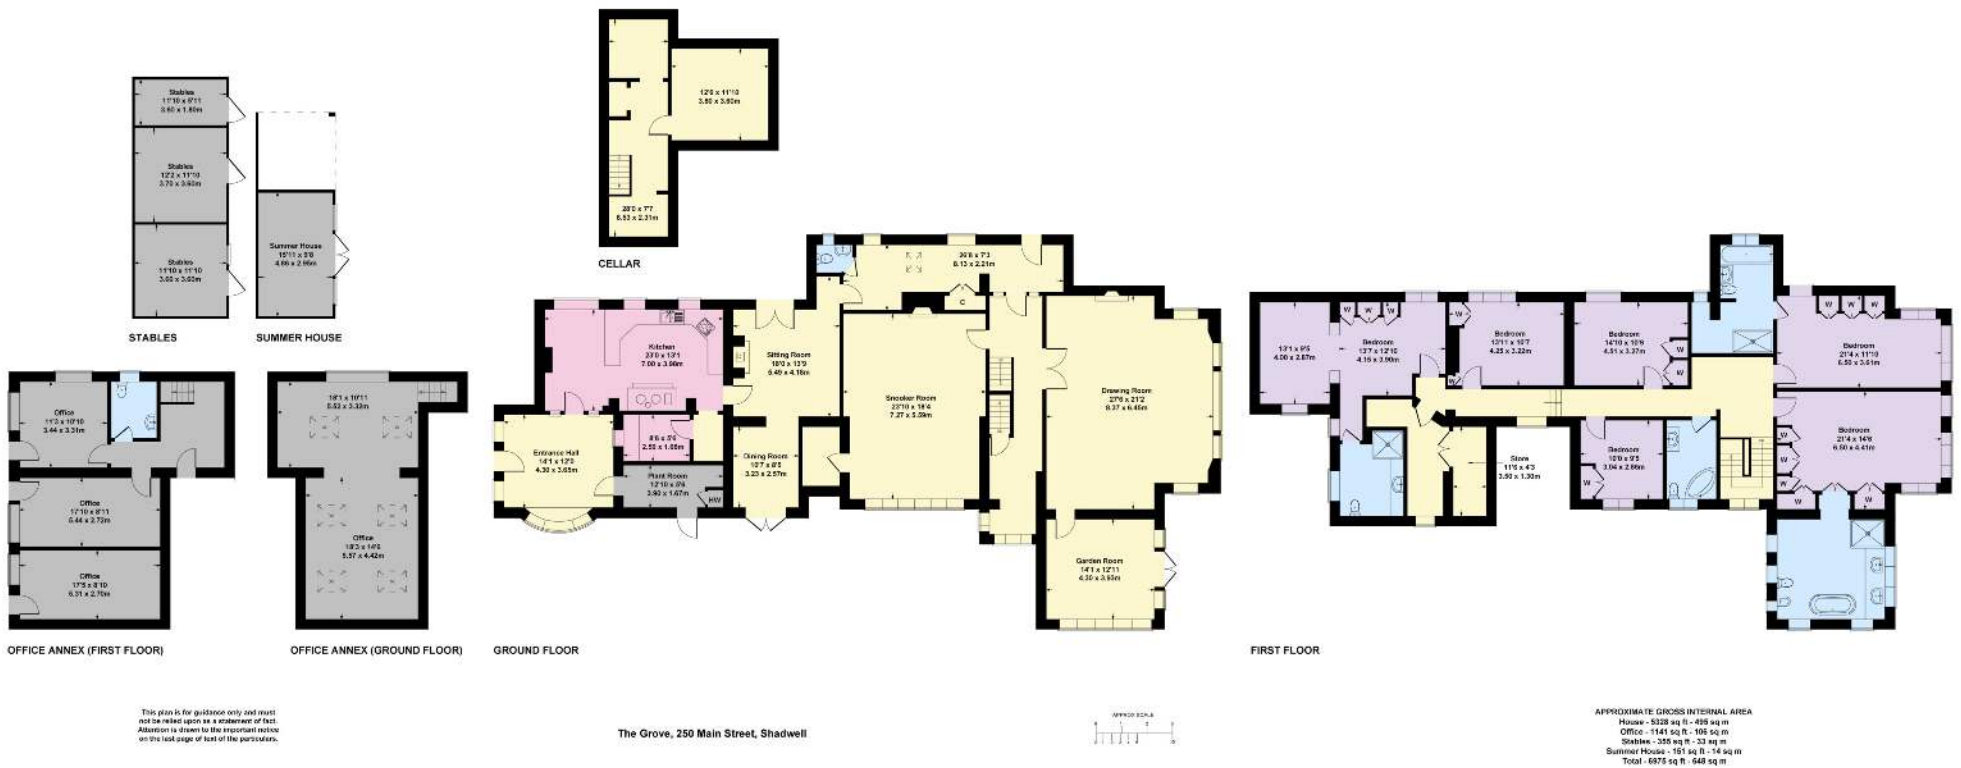 Stables
11'10 x 5'11
3.60 x 1.80m
Stables
12'2 x 11'10
3.70 x 3.60m
Stables
11'10 x 11'10
3.60 x 3.60m
STABLES
Summer House
15'11 x 9'8
4.86 x 2.95m
SUMMER HOUSE
12'6 x 11'10
3.80 x 3.60m
28'0 x 7'7
8.53 x 2.31m
CELLAR
Office
11'3 x 10'10
3.44 x 3.31m
Office
17'10 x 8'11
5.44 x 2.72m
Office
17'5 x 8'10
5.31 x 2.70m
OFFICE ANNEX (FIRST FLOOR)
18'1 x 10'11
5.52 x 3.32m
Office
18'3 x 14'6
5.57 x 4.42m
OFFICE ANNEX (GROUND FLOOR)
26'8 x 7'3
8.13 x 2.21m
C
Kitchen
23'0 x 13'1
7.00 x 3.98m
Sitting Room
18'0 x 13'9
5.49 x 4.18m
Snooker Room
23'10 x 18'4
7.27 x 5.59m
Drawing Room
27'6 x 21'2
8.37 x 6.45m
Entrance Hall
14'1 x 12'0
4.30 x 3.65m
8'6 x 5'6
Plant Room
12'10 x 5'6
3.90 x 1.67m
HW
Dining Room
10'7 x 8'5
3.23 x 2.57m
Garden Room
14'1 x 12'11
4.30 x 3.93m
GROUND FLOOR
13'1 x 9'5
4.00 x 2.87m
W
W
W
Bedroom
13'7 x 12'10
4.15 x 3.90m
W
Bedroom
13'11 x 10'7
4.25 x 3.22m
W
Bedroom
14'10 x 10'8
4.51 x 3.27m
W
W
W
W
W
Bedroom
21'4 x 11'10
6.50 x 3.61m
Bedroom
21'4 x 14'6
6.50 x 4.41m
W
W
W
W
W
Bedroom
10'0 x 9'5
3.04 x 2.86m
W
Store
11'6 x 4'3
3.50 x 1.30m
FIRST FLOOR
This plan is for guidance only and must
not be relied upon as a statement of fact.
Attention is drawn to the important notice
on the last page of text of the particulars.
The Grove, 250 Main Street, Shadwell
APPROX SCALE
APPROXIMATE GROSS INTERNAL AREA
House - 5328 sq ft - 495 sq m
Office - 1141 sq ft - 106 sq m
Stables - 355 sq ft - 33 sq m
Summer House - 151 sq ft - 14 sq m
Total - 6975 sq ft - 648 sq m